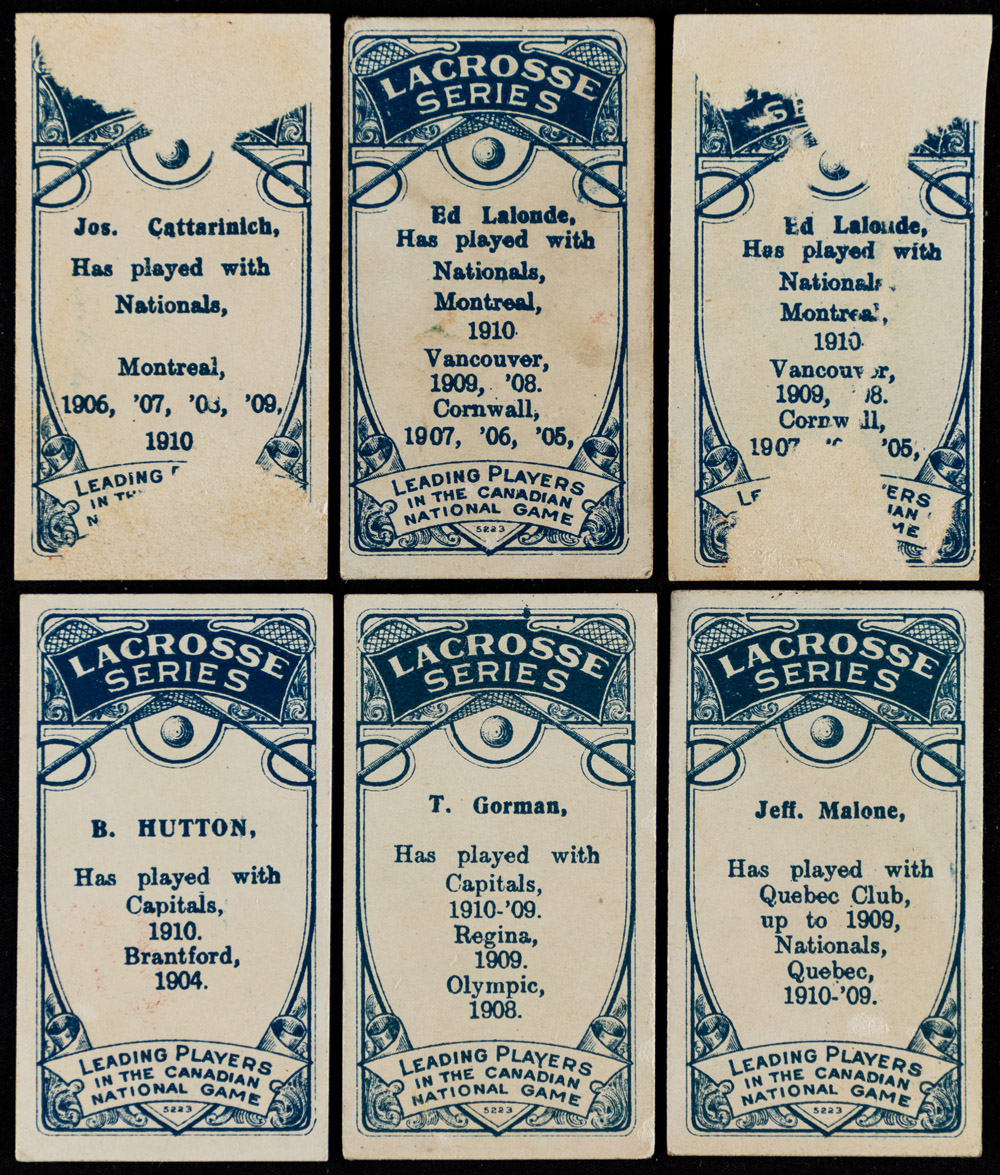 Jos. Cattarinich,
Has played with
Nationals,
Montreal,
1906, '07, '08, '09,
1910
LEADING
IN
LACROSSE
SERIES
Ed Lalonde,
Has played with
Nationals,
Montreal,
1910
Vancouver,
1909, '08.
Cornwall,
1907, '06, '05,
LEADING PLAYERS
IN THE CANADIAN
NATIONAL GAME
5223
Ed Lalonde,
Has played with
Nationals
Montreal,
1910
Vancouver,
1909, '08.
Cornwall,
1907 '05,
B. HUTTON,
LACROSSE
SERIES
Has played with
Capitals,
1910.
Brantford,
1904.
LEADING PLAYERS
IN THE CANADIAN
NATIONAL GAME
5223
LACROSSE
SERIES
T. Gorman,
Has played with
Capitals,
1910-'09.
Regina,
1909.
Olympic,
1908.
LEADING PLAYERS
IN THE CANADIAN
NATIONAL GAME
5223
LACROSSE
SERIES
Jeff. Malone,
Has played with
Quebec Club,
up to 1909,
Nationals,
Quebec,
1910-'09.
LEADING PLAYERS
IN THE CANADIAN
NATIONAL GAME
5223